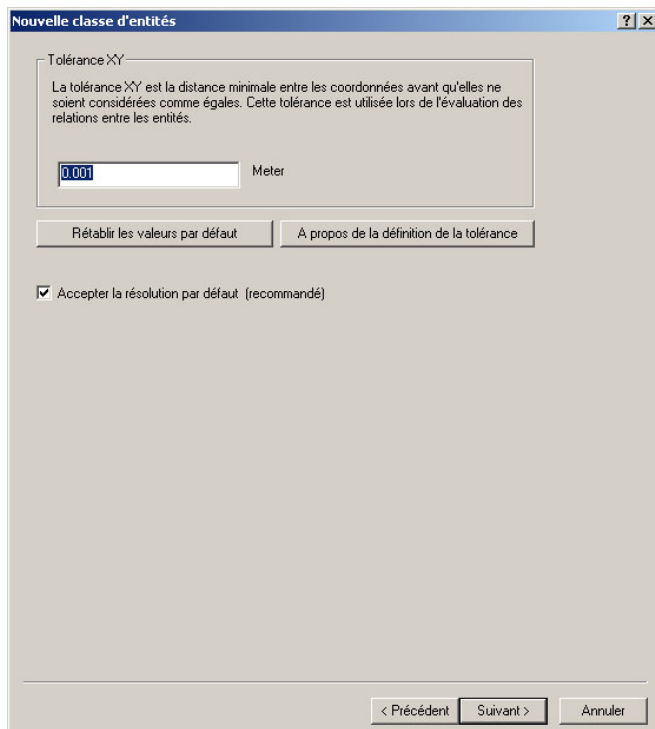 Nouvelle classe d'entités
Tolérance XY
La tolérance XY est la distance minimale entre les coordonnées avant qu'elles ne
soient considérées comme égales. Cette tolérance est utilisée lors de l'évaluation des
relations entre les entités.
0.001 Meter
Rétablir les valeurs par défaut A propos de la définition de la tolérance
Accepter la résolution par défaut (recommandé)
< Précédent Suivant > Annuler